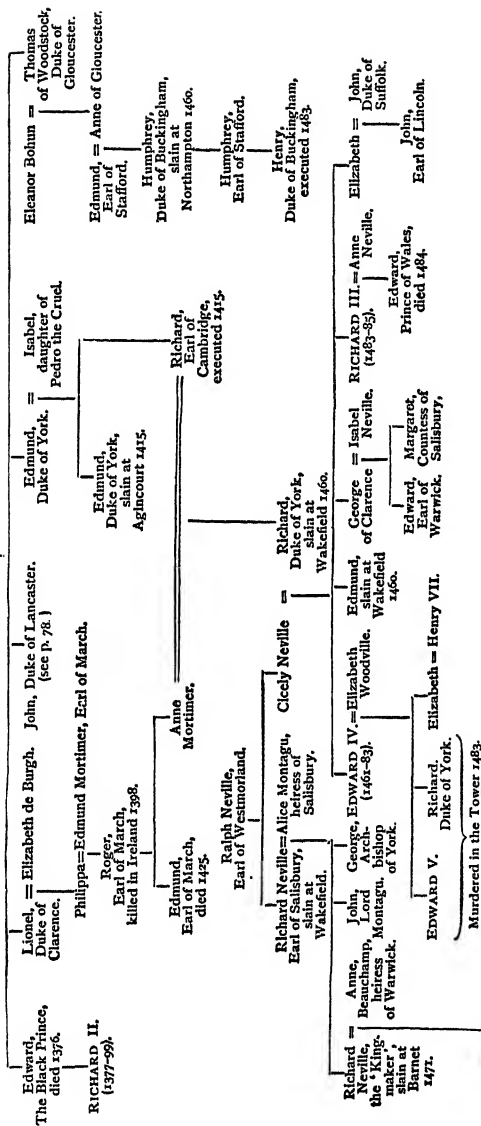 Edward,
The Black Prince,
died 1376.
RICHARD II.
(1377-99).
Lionel,
Duke of
Clarence.
= Elizabeth de Burgh.
John, Duke of Lancaster.
(see p. 78.)
Edmund,
Duke of York.
=
Isabel,
daughter of
Pedro the Cruel.
Eleanor Bohun =
Thomas
of Woodstock,
Duke of
Gloucester.
Philippa=Edmund Mortimer, Earl of March.
Roger,
Earl of March,
killed in Ireland 1398.
Edmund,
Duke of York,
slain at
Agincourt 1415.
Richard,
Earl of
Cambridge,
executed 1415.
Edmund,
Earl of
Stafford.
= Anne of Gloucester.
Edmund,
Earl of March,
died 1425.
Anne
Mortimer.
Humphrey,
Duke of Buckingham,
slain at
Northampton 1460.
Humphrey,
Earl of Stafford.
Henry,
Duke of Buckingham,
executed 1483.
Ralph Neville,
Earl of Westmorland.
Richard Neville=Alice Montagu,
Earl of Salisbury, heiress of
slain at Salisbury.
Wakefield.
Cicely Neville
=
Richard,
Duke of York,
slain at
Wakefield 1460.
Richard
Neville,
the ‘King-
maker’,
slain at
Barnet
1471.
=
Anne,
Beauchamp,
heiress
of Warwick.
John,
Lord
Montagu.
George,
Arch-
bishop
of York.
EDWARD IV.=Elizabeth
(1461-83). Woodville.
Edmund,
slain at
Wakefield
1460.
George
of Clarence
= Isabel
Neville.
RICHARD III.=Anne
(1483-85). Neville.
Elizabeth =
John,
Duke of
Suffolk.
EDWARD V.
Richard,
Duke of York.
Elizabeth=Henry VII.
Murdered in the Tower 1483.
Edward,
Earl of
Warwick.
Margarot,
Countess of
Salisbury,
Edward,
Prince of Wales,
died 1484.
John,
Earl of Lincoln.